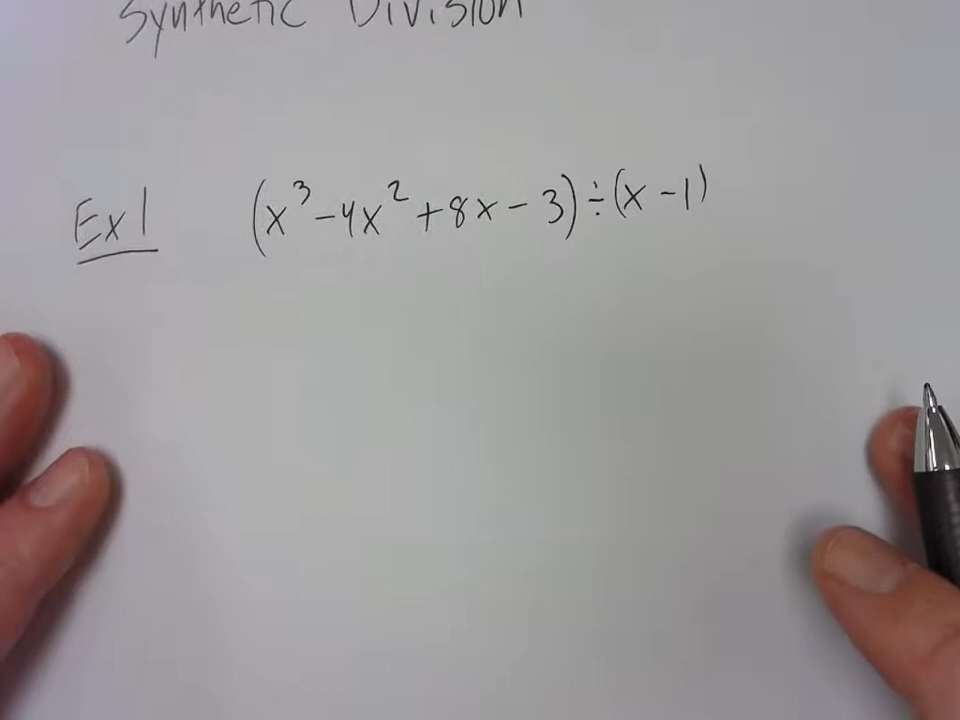 Synthetic Division
Ex 1 (x³ - 4x² + 8x - 3) ÷ (x - 1)